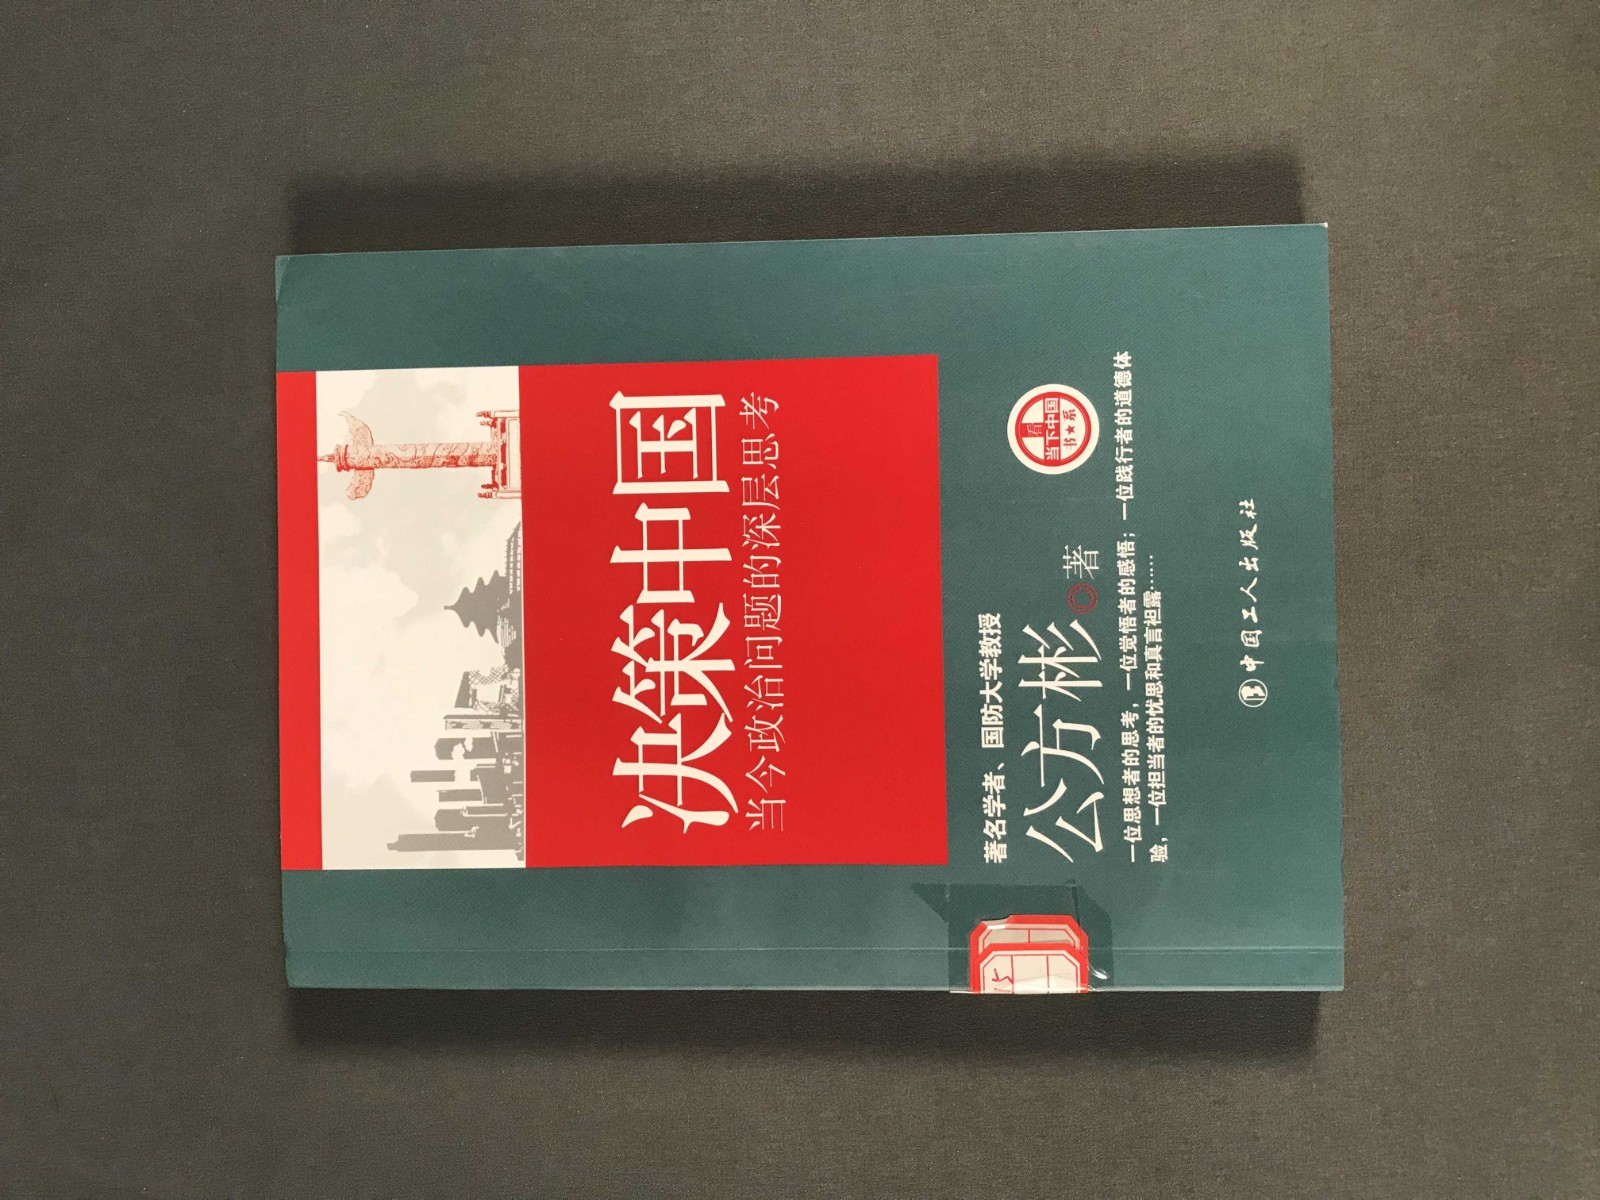 决策中国
当今政治问题的深层思考
看
当下中国
书★系
著名学者、国防大学教授
公方彬 著
一位思想者的思考，一位觉悟者的感悟；一位践行者的道德体
验，一位担当者的忧思和真言袒露……
中国工人出版社
15